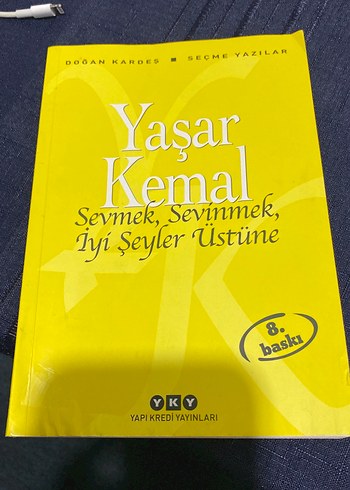 DOĞAN KARDEŞ ■ SEÇME YAZILAR
Yaşar
Kemal
Sevmek, Sevinmek,
İyi Şeyler Üstüne
8.
baskı
YKY
YAPI KREDİ YAYINLARI